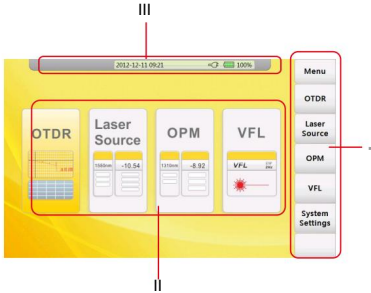 III
2012-12-11 09:21 100%
Menu
OTDR
Laser
Source
OPM
VFL
System
Settings
OTDR
Laser
Source
-10.54
OPM
1310nm -6.92
VFL
VFL
II